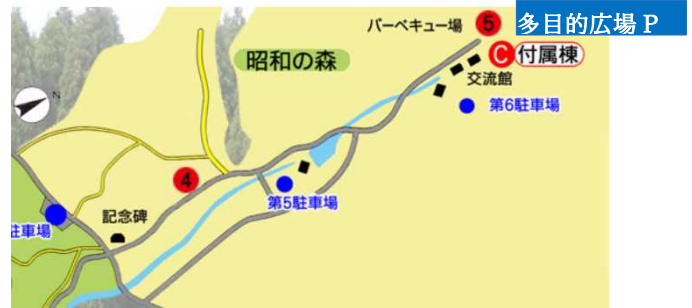 多目的広場 P
バーベキュー場
5
C 付属棟
昭和の森
交流館
N
第6駐車場
4
第5駐車場
記念碑
駐車場